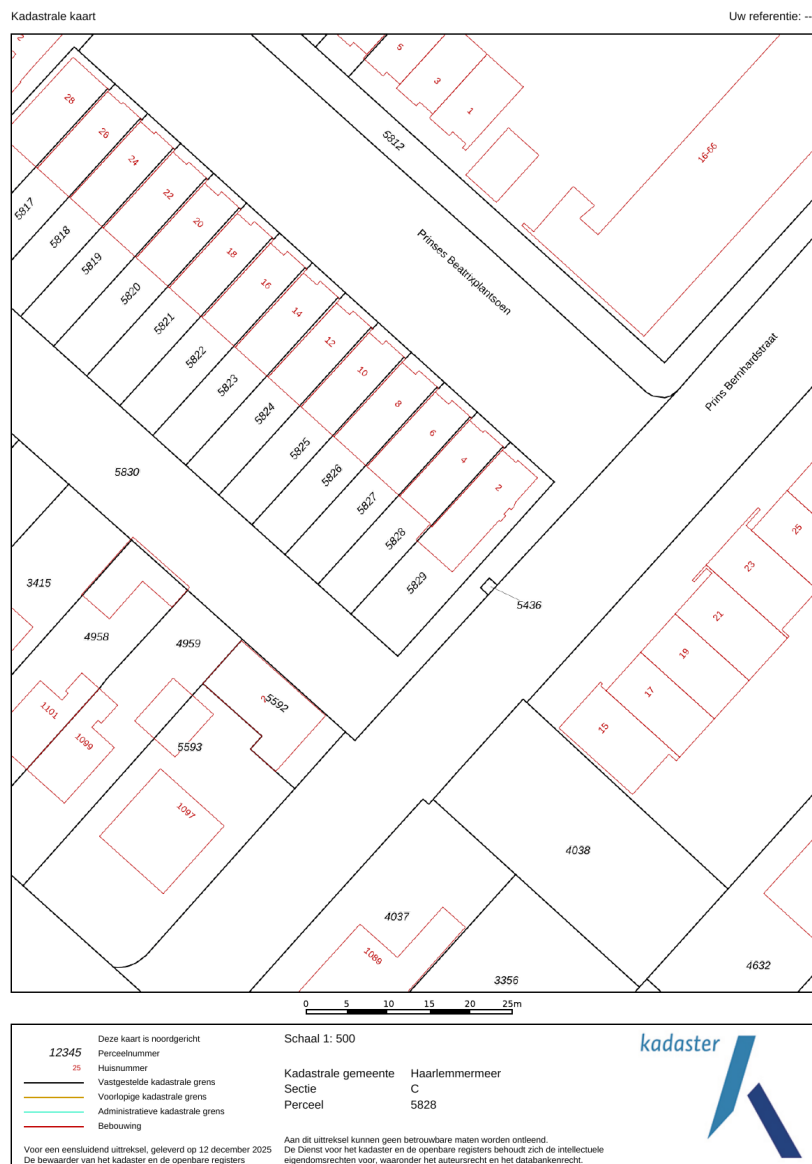 Kadastrale kaart
Uw referentie: --
2
28
26
24
22
20
18
16
14
12
10
8
6
4
2
5
3
1
5812
16-66
Prinses Beatrixplantsoen
Prins Bernhardstraat
5817
5818
5819
5820
5821
5822
5823
5824
5825
5826
5827
5828
5829
5830
5436
3415
4958
4959
5592
2
5593
1101
1099
1097
25
23
21
19
17
15
4038
4037
1089
3356
4632
0 5 10 15 20 25m
Deze kaart is noordgericht
12345 Perceelnummer
25 Huisnummer
Vastgestelde kadastrale grens
Voorlopige kadastrale grens
Administratieve kadastrale grens
Bebouwing
Voor een eensluidend uittreksel, geleverd op 12 december 2025
De bewaarder van het kadaster en de openbare registers
Schaal 1: 500
Kadastrale gemeente Haarlemmermeer
Sectie C
Perceel 5828
Aan dit uittreksel kunnen geen betrouwbare maten worden ontleend.
De Dienst voor het kadaster en de openbare registers behoudt zich de intellectuele
eigendomsrechten voor, waaronder het auteursrecht en het databankenrecht.
kadaster